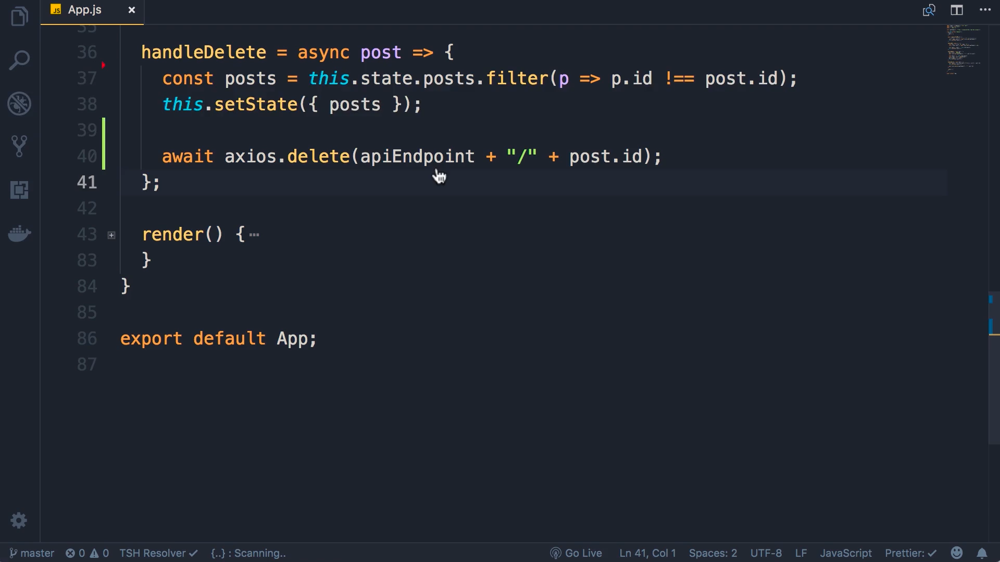 JS App.js ×
35
36 handleDelete = async post => {
37 const posts = this.state.posts.filter(p => p.id !== post.id);
38 this.setState({ posts });
39
40 await axios.delete(apiEndpoint + "/" + post.id);
41 };
42
43 render() {…
83 }
84 }
85
86 export default App;
87
master 0 0 TSH Resolver ✓ {..} : Scanning.. Go Live Ln 41, Col 1 Spaces: 2 UTF-8 LF JavaScript Prettier: ✓